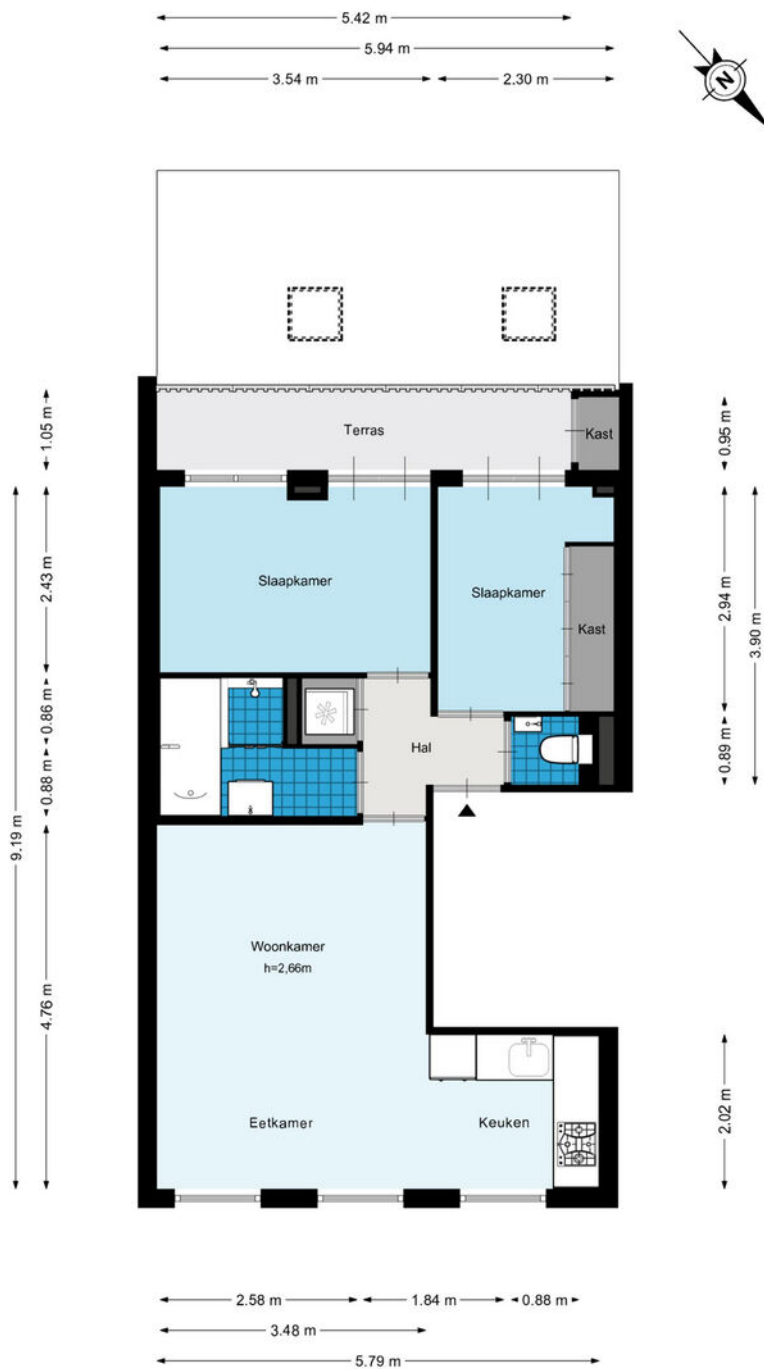 5.42 m
5.94 m
3.54 m
2.30 m
N
Terras
Kast
1.05 m
0.95 m
Slaapkamer
Slaapkamer
Kast
2.43 m
2.94 m
3.90 m
0.86 m
0.88 m
0.89 m
Hal
9.19 m
4.76 m
Woonkamer
h=2,66m
Eetkamer
Keuken
2.02 m
2.58 m
1.84 m
0.88 m
3.48 m
5.79 m